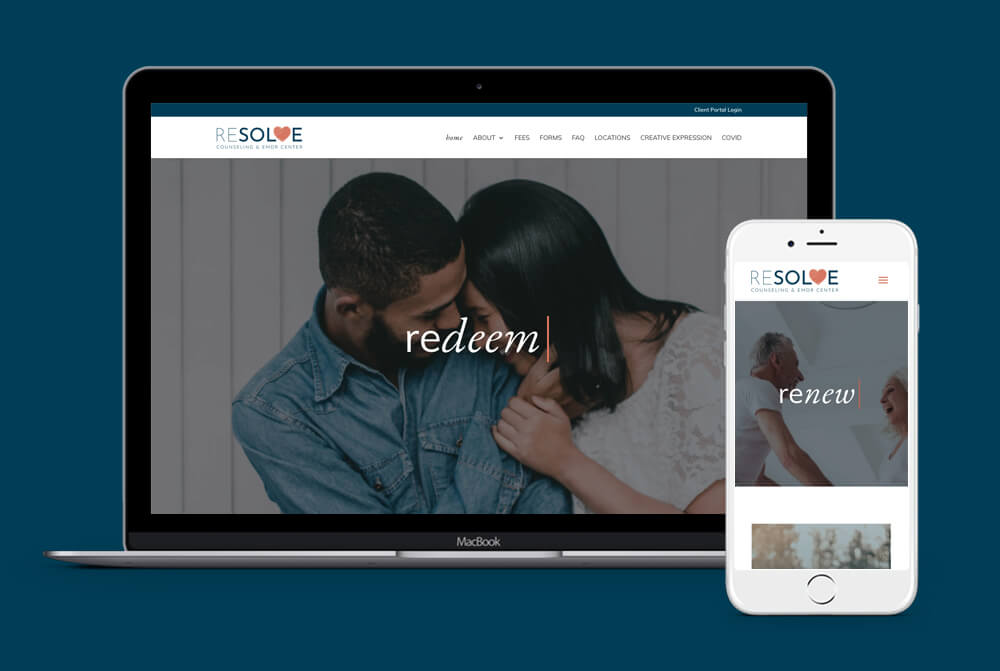 Client Portal Login
RESOLVE
COUNSELING & EMDR CENTER
home ABOUT FEES FORMS FAQ LOCATIONS CREATIVE EXPRESSION COVID
redeem
MacBook
RESOLVE
COUNSELING & EMDR CENTER
renew